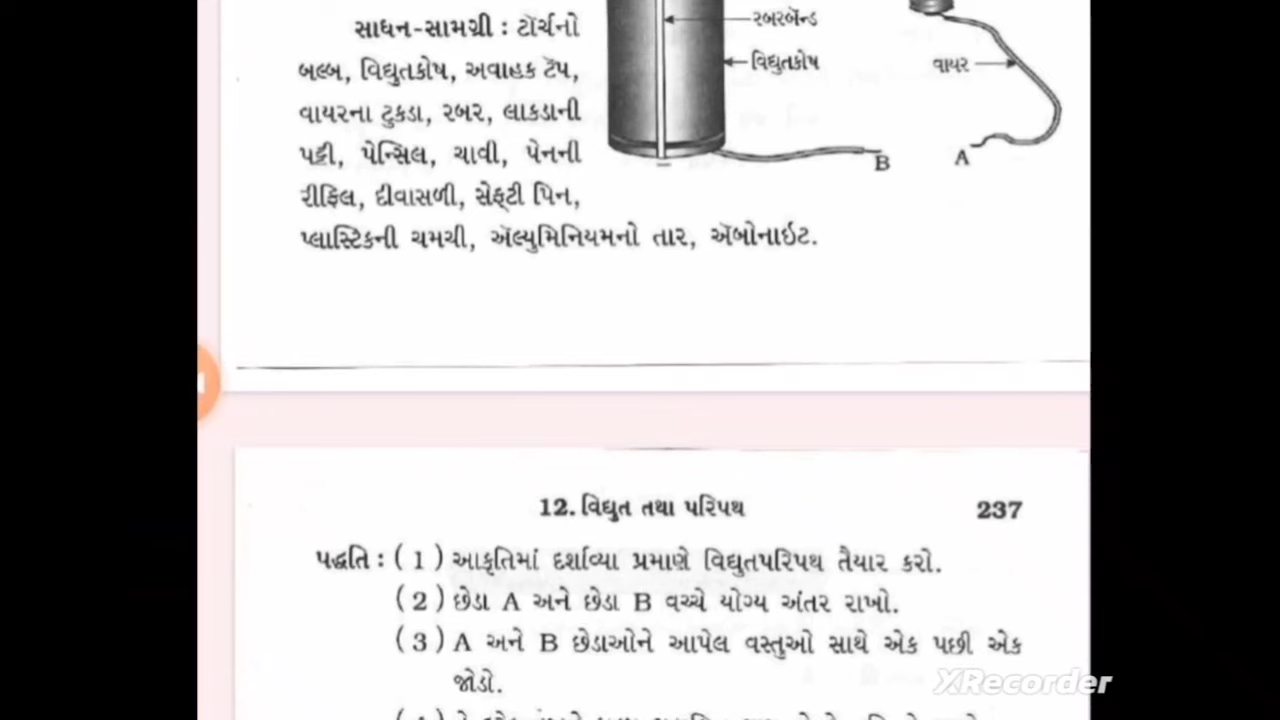 રબરબૅન્ડ
સાધન-સામગ્રી : ટૉર્ચનો
વિદ્યુતકોષ
વાયર
બલ્બ, વિદ્યુતકોષ, અવાહક ટૅપ,
વાયરના ટુકડા, રબર, લાકડાની
પટ્ટી, પેન્સિલ, ચાવી, પેનની
B
A
રીફિલ, દીવાસળી, સેફ્ટી પિન,
પ્લાસ્ટિકની ચમચી, ઍલ્યુમિનિયમનો તાર, ઍબોનાઇટ.
12. વિદ્યુત તથા પરિપથ
237
પદ્ધતિ : ( 1 ) આકૃતિમાં દર્શાવ્યા પ્રમાણે વિદ્યુતપરિપથ તૈયાર કરો.
( 2 ) છેડા A અને છેડા B વચ્ચે યોગ્ય અંતર રાખો.
( 3 ) A અને B છેડાઓને આપેલ વસ્તુઓ સાથે એક પછી એક
જોડો.
XRecorder